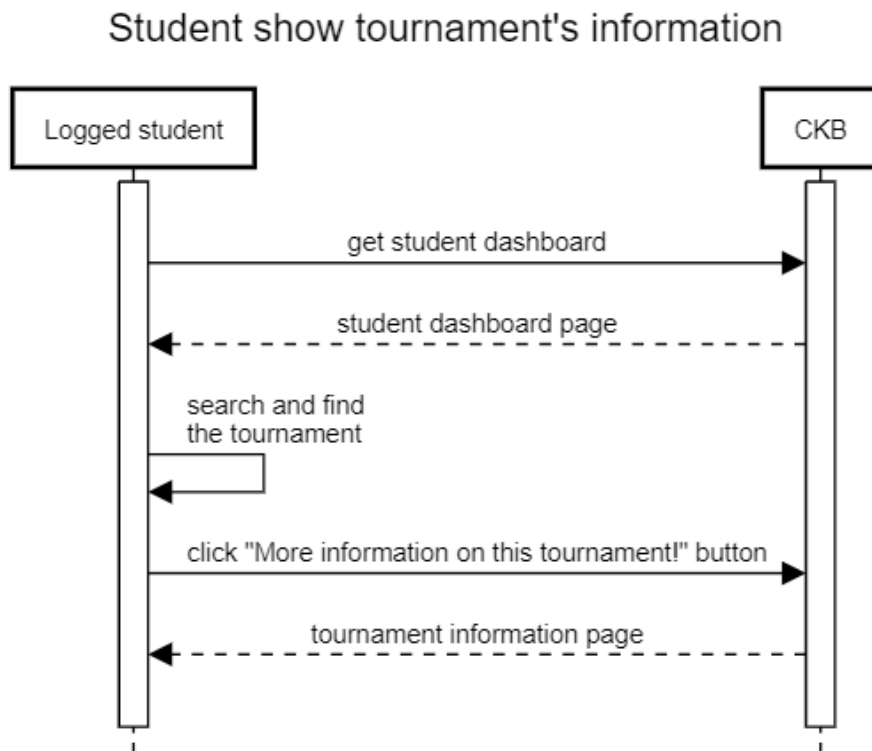 Student show tournament's information
Logged student
CKB
get student dashboard
student dashboard page
search and find
the tournament
click "More information on this tournament!" button
tournament information page